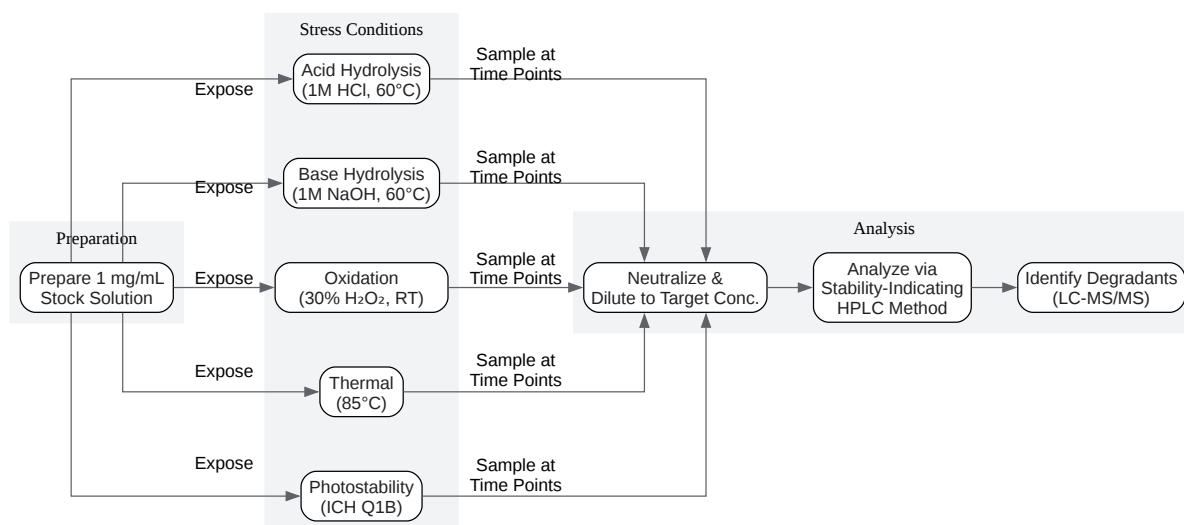 Stress Conditions
Acid Hydrolysis
(1M HCl, 60°C)
Expose
Sample at
Time Points
Base Hydrolysis
(1M NaOH, 60°C)
Expose
Sample at
Time Points
Preparation
Prepare 1 mg/mL
Stock Solution
Expose
Oxidation
(30% H₂O₂, RT)
Sample at
Time Points
Analysis
Neutralize &
Dilute to Target Conc.
Analyze via
Stability-Indicating
HPLC Method
Identify Degradants
(LC-MS/MS)
Expose
Thermal
(85°C)
Sample at
Time Points
Expose
Photostability
(ICH Q1B)
Sample at
Time Points